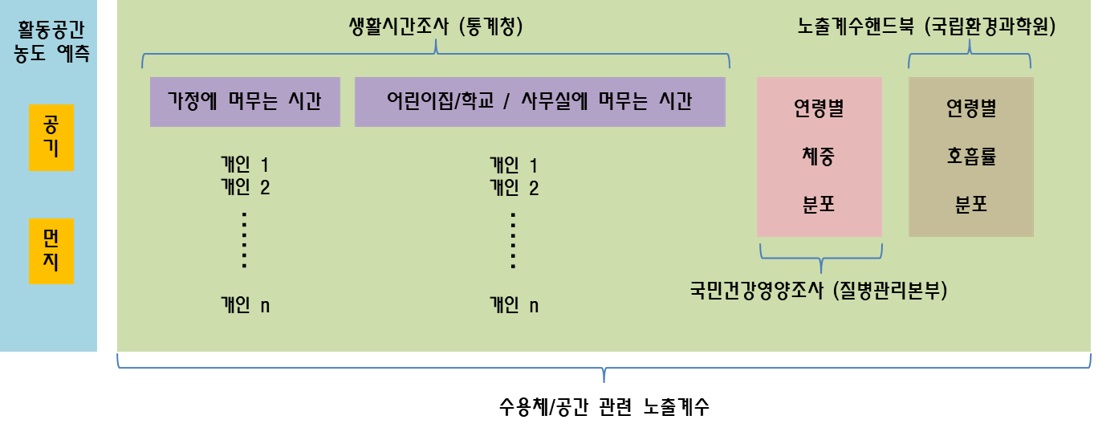 활동공간
농도 예측
공
기
먼
지
생활시간조사 (통계청)
가정에 머무는 시간
개인 1
개인 2
개인 n
어린이집/학교 / 사무실에 머무는 시간
개인 1
개인 2
개인 n
연령별
체중
분포
국민건강영양조사 (질병관리본부)
노출계수핸드북 (국립환경과학원)
연령별
호흡률
분포
수용체/공간 관련 노출계수